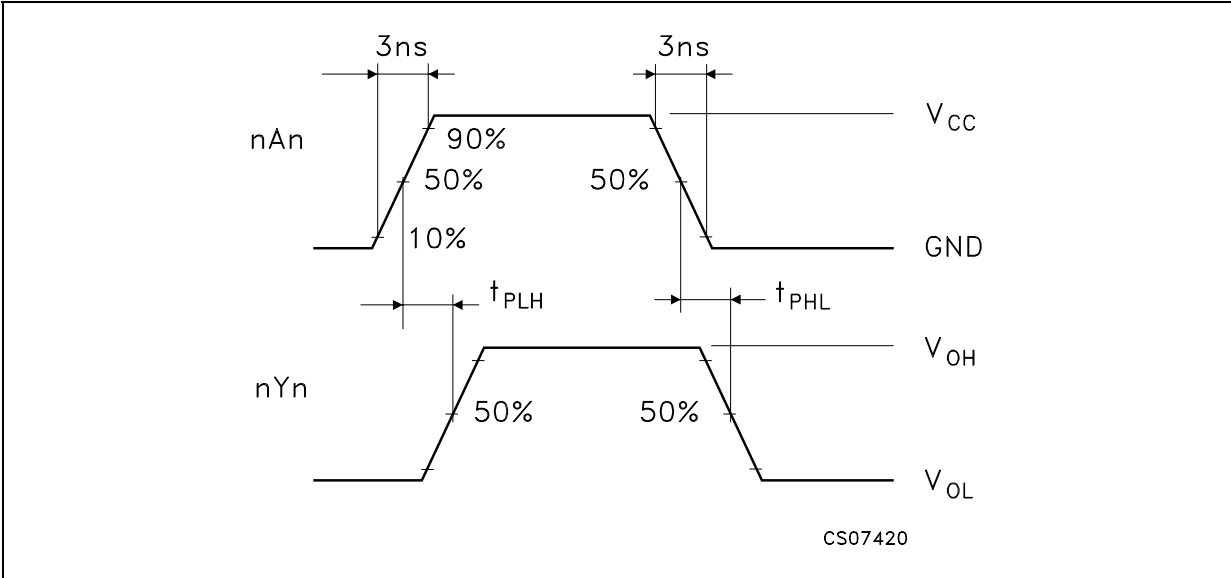 3ns 3ns
nAn 90% V_CC
50% 50%
10% GND
t_PLH t_PHL
nYn V_OH
50% 50%
V_OL
CS07420